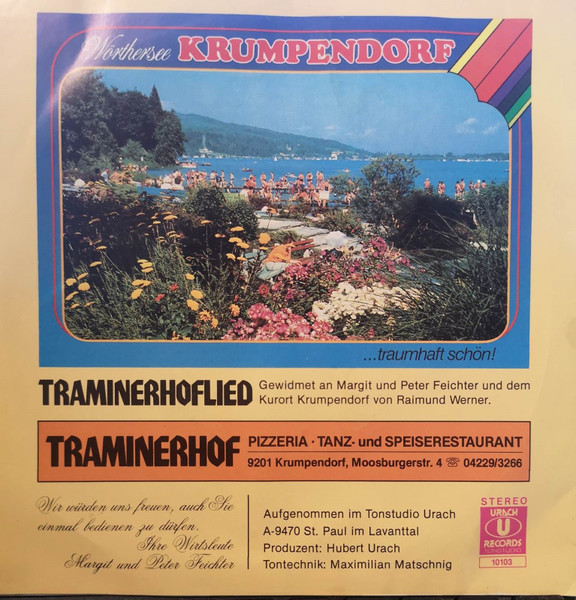 Wörthersee KRUMPENDORF
...traumhaft schön!
TRAMINERHOFLIED
Gewidmet an Margit und Peter Feichter und dem
Kurort Krumpendorf von Raimund Werner.
TRAMINERHOF
PIZZERIA · TANZ- und SPEISERESTAURANT
9201 Krumpendorf, Moosburgerstr. 4 ☏ 04229/3266
Wir würden uns freuen, auch Sie
einmal bedienen zu dürfen.
Ihre Wirtsleute
Margit und Peter Feichter
Aufgenommen im Tonstudio Urach
A-9470 St. Paul im Lavanttal
Produzent: Hubert Urach
Tontechnik: Maximilian Matschnig
STEREO
URACH
U
RECORDS
TONSTUDIO
10103